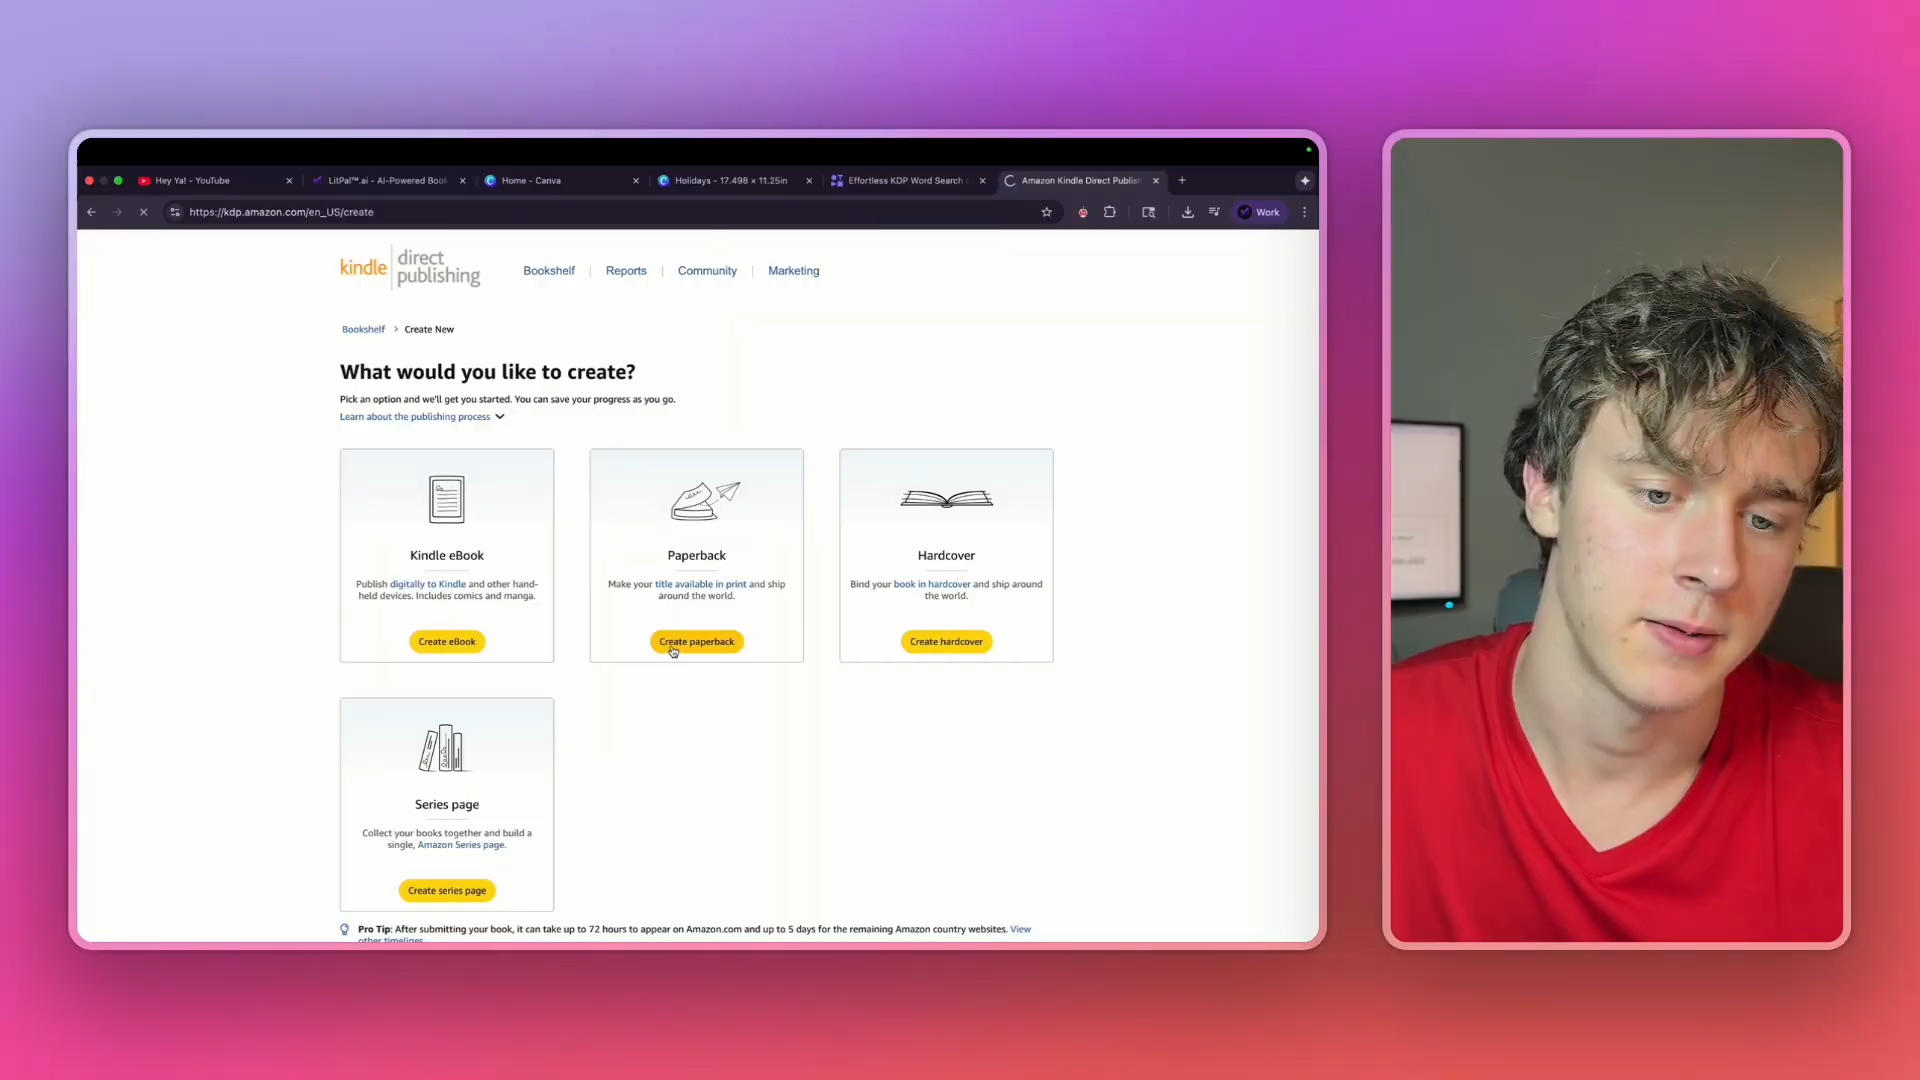 Hey Ya! - YouTube
LitPal™.ai - AI-Powered Boo
Home - Canva
Holidays - 17.498 × 11.25in
Effortless KDP Word Search
Amazon Kindle Direct Publish
https://kdp.amazon.com/en_US/create
Work
kindle direct publishing
Bookshelf
Reports
Community
Marketing
Bookshelf > Create New
What would you like to create?
Pick an option and we'll get you started. You can save your progress as you go.
Learn about the publishing process
Kindle eBook
Publish digitally to Kindle and other hand-
held devices. Includes comics and manga.
Create eBook
Paperback
Make your title available in print and ship
around the world.
Create paperback
Hardcover
Bind your book in hardcover and ship around
the world.
Create hardcover
Series page
Collect your books together and build a
single, Amazon Series page.
Create series page
Pro Tip: After submitting your book, it can take up to 72 hours to appear on Amazon.com and up to 5 days for the remaining Amazon country websites. View
other timelines